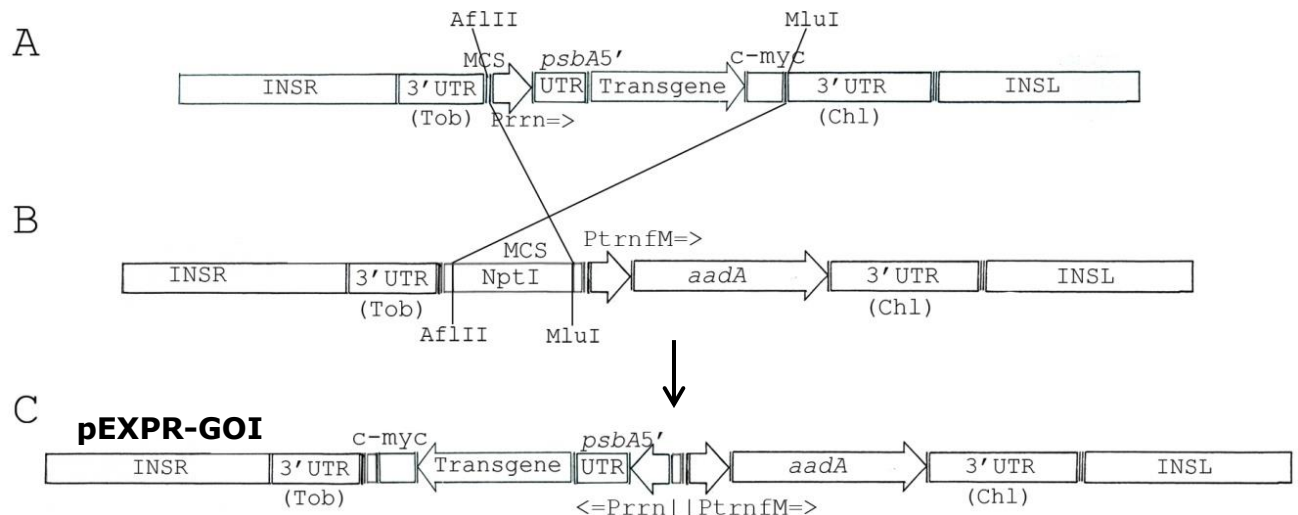 AflII MluI
A
MCS psbA5' c-myc
INSR 3'UTR UTR Transgene 3'UTR INSL
(Tob) Prrn=> (Chl)
B
PtrnfM=>
MCS
INSR 3'UTR NptI aadA 3'UTR INSL
(Tob) (Chl)
AflII MluI
C
pEXPR-GOI
c-myc psbA5'
INSR 3'UTR Transgene UTR aadA 3'UTR INSL
(Tob) <=Prrn||PtrnfM=> (Chl)